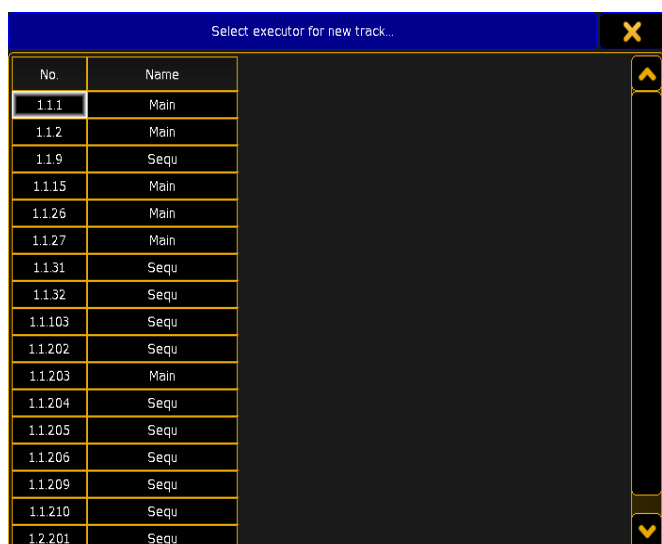 Select executor for new track...
No. Name
1.1.1 Main
1.1.2 Main
1.1.9 Sequ
1.1.15 Main
1.1.26 Main
1.1.27 Main
1.1.31 Sequ
1.1.32 Sequ
1.1.103 Sequ
1.1.202 Sequ
1.1.203 Main
1.1.204 Sequ
1.1.205 Sequ
1.1.206 Sequ
1.1.209 Sequ
1.1.210 Sequ
1.2.201 Sequ